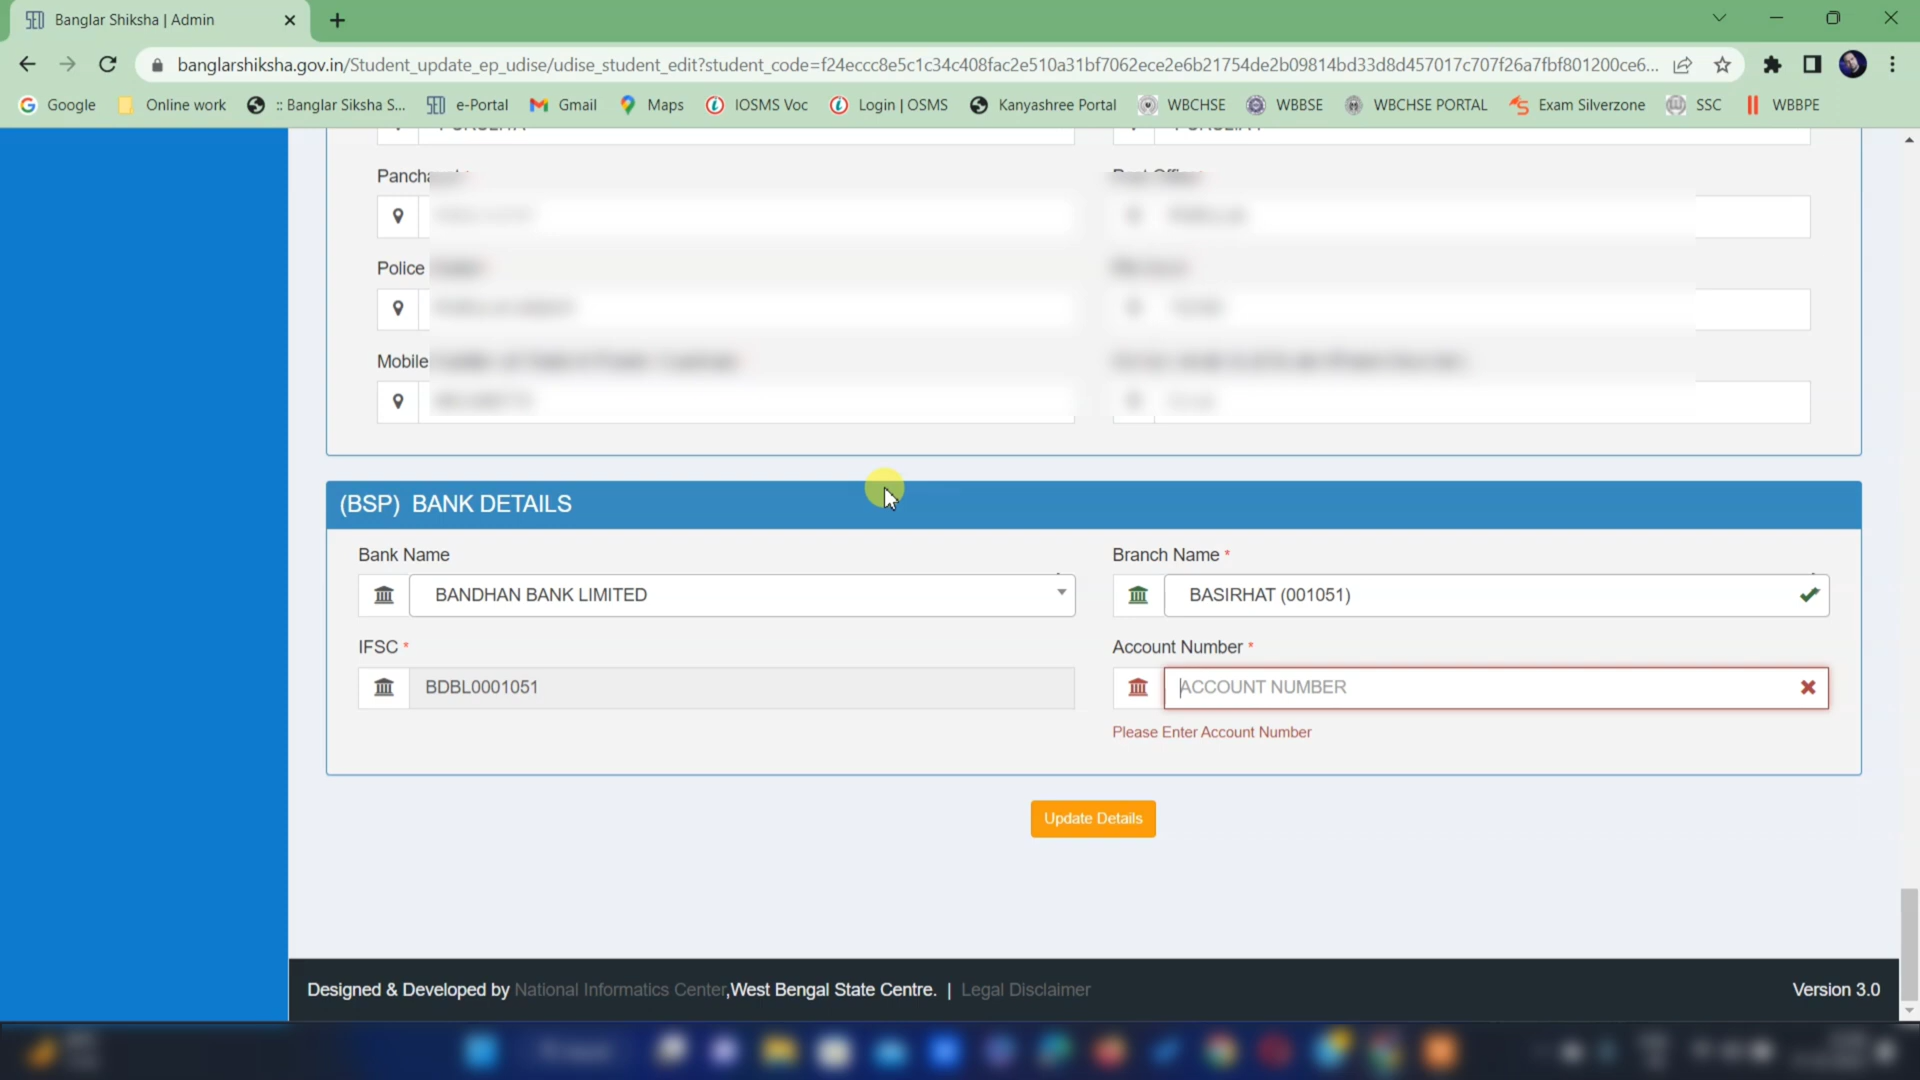 Banglar Shiksha | Admin
banglarshiksha.gov.in/Student_update_ep_udise/udise_student_edit?student_code=f24eccc8e5c1c34c408fac2e510a31bf7062ece2e6b21754de2b09814bd33d8d457017c707f26a7fbf801200ce6...
Google Online work :: Banglar Siksha S... e-Portal Gmail Maps IOSMS Voc Login | OSMS Kanyashree Portal WBCHSE WBBSE WBCHSE PORTAL Exam Silverzone SSC WBBPE
Police
Mobile
(BSP) BANK DETAILS
Bank Name Branch Name *
BANDHAN BANK LIMITED BASIRHAT (001051)
IFSC * Account Number *
BDBL0001051 ACCOUNT NUMBER
Please Enter Account Number
Update Details
Designed & Developed by National Informatics Center,West Bengal State Centre. | Legal Disclaimer Version 3.0